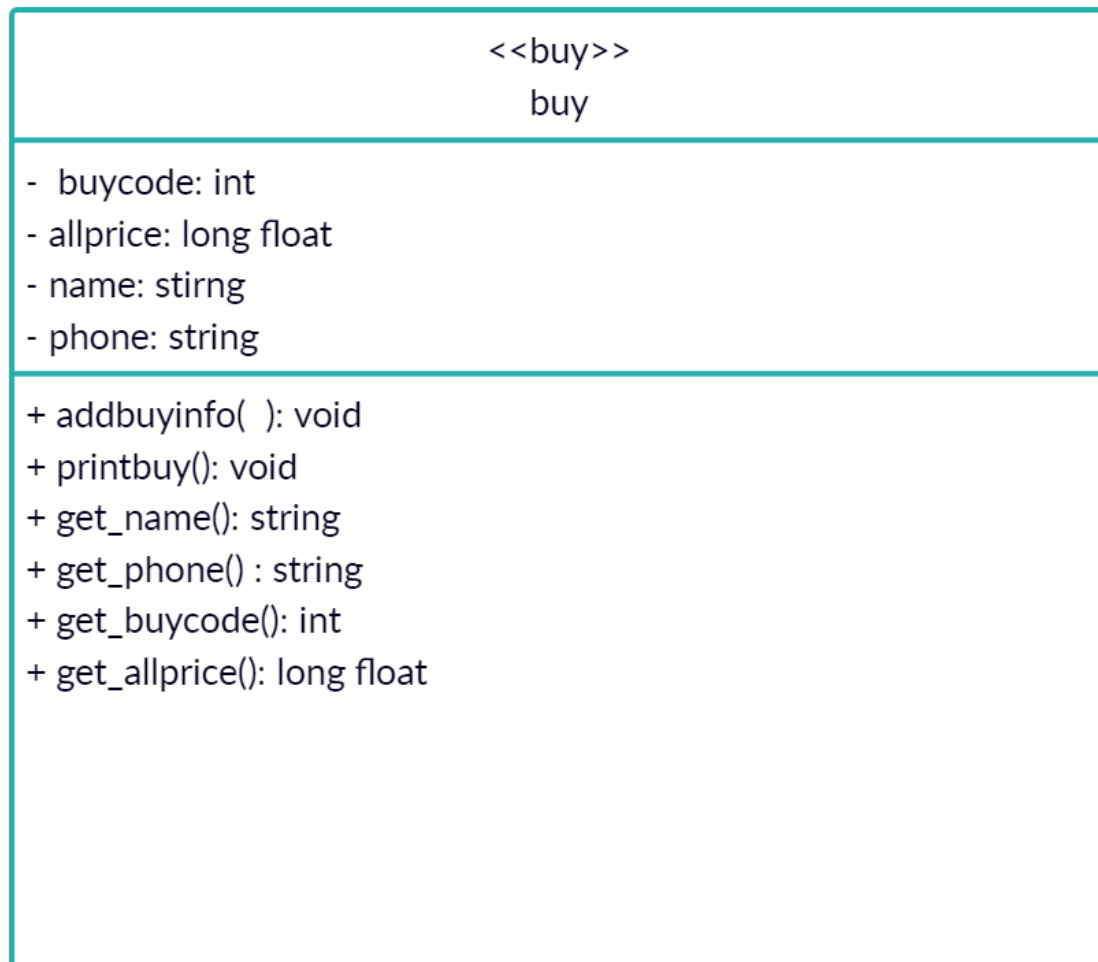 <<buy>>
buy
- buycode: int
- allprice: long float
- name: stirng
- phone: string
+ addbuyinfo(  ): void
+ printbuy(): void
+ get_name(): string
+ get_phone() : string
+ get_buycode(): int
+ get_allprice(): long float